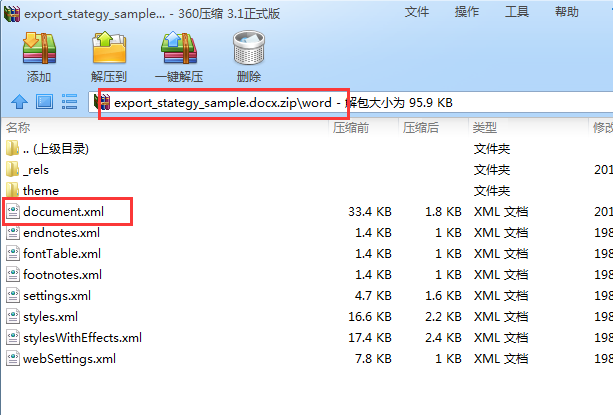 export_stategy_sample... - 360压缩 3.1正式版
文件 操作 工具 帮助
添加 解压到 一键解压 删除
export_stategy_sample.docx.zip\word - 解包大小为 95.9 KB
名称 压缩前 压缩后 类型 修改
.. (上级目录) 文件夹
_rels 文件夹 201
theme 文件夹 201
document.xml 33.4 KB 1.8 KB XML 文档 201
endnotes.xml 1.4 KB 1 KB XML 文档 198
fontTable.xml 1.4 KB 1 KB XML 文档 198
footnotes.xml 1.4 KB 1 KB XML 文档 198
settings.xml 4.7 KB 1.6 KB XML 文档 198
styles.xml 16.6 KB 2.2 KB XML 文档 198
stylesWithEffects.xml 17.4 KB 2.4 KB XML 文档 198
webSettings.xml 7.8 KB 1 KB XML 文档 198